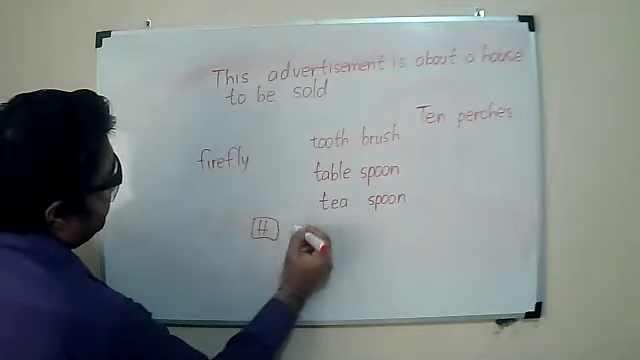 This advertisement is about a house
to be sold
Ten perches
tooth brush
firefly
table spoon
tea spoon
H